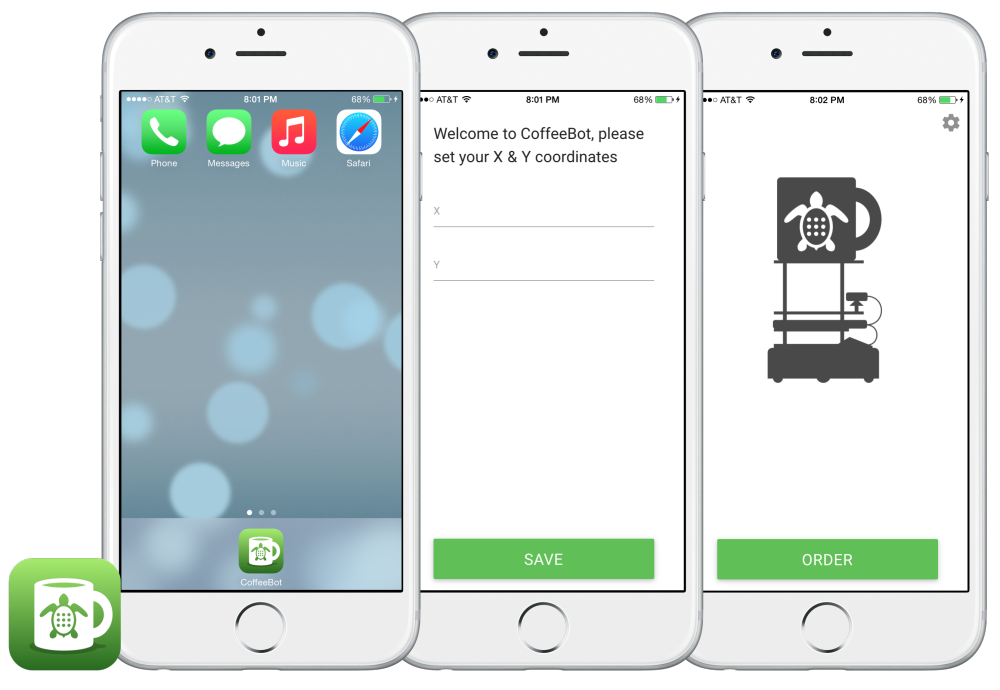 AT&T 8:01 PM 68%
Phone Messages Music Safari
CoffeeBot
AT&T 8:01 PM 68%
Welcome to CoffeeBot, please
set your X & Y coordinates
X
Y
SAVE
AT&T 8:02 PM 68%
ORDER